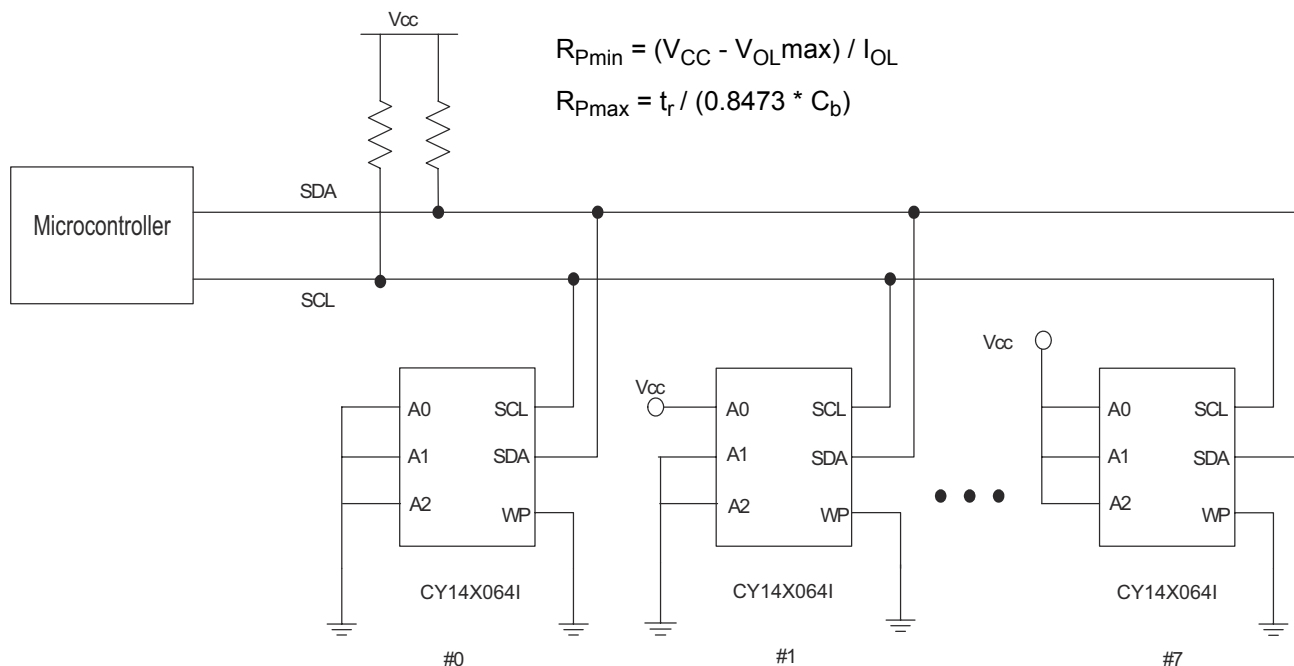 Vcc
R_Pmin = (V_CC - V_OLmax) / I_OL
R_Pmax = t_r / (0.8473 * C_b)
SDA
Microcontroller
SCL
Vcc
Vcc
A0 SCL
A1 SDA
A2 WP
A0 SCL
A1 SDA
A2 WP
A0 SCL
A1 SDA
A2 WP
CY14X064I
CY14X064I
CY14X064I
#0
#1
#7